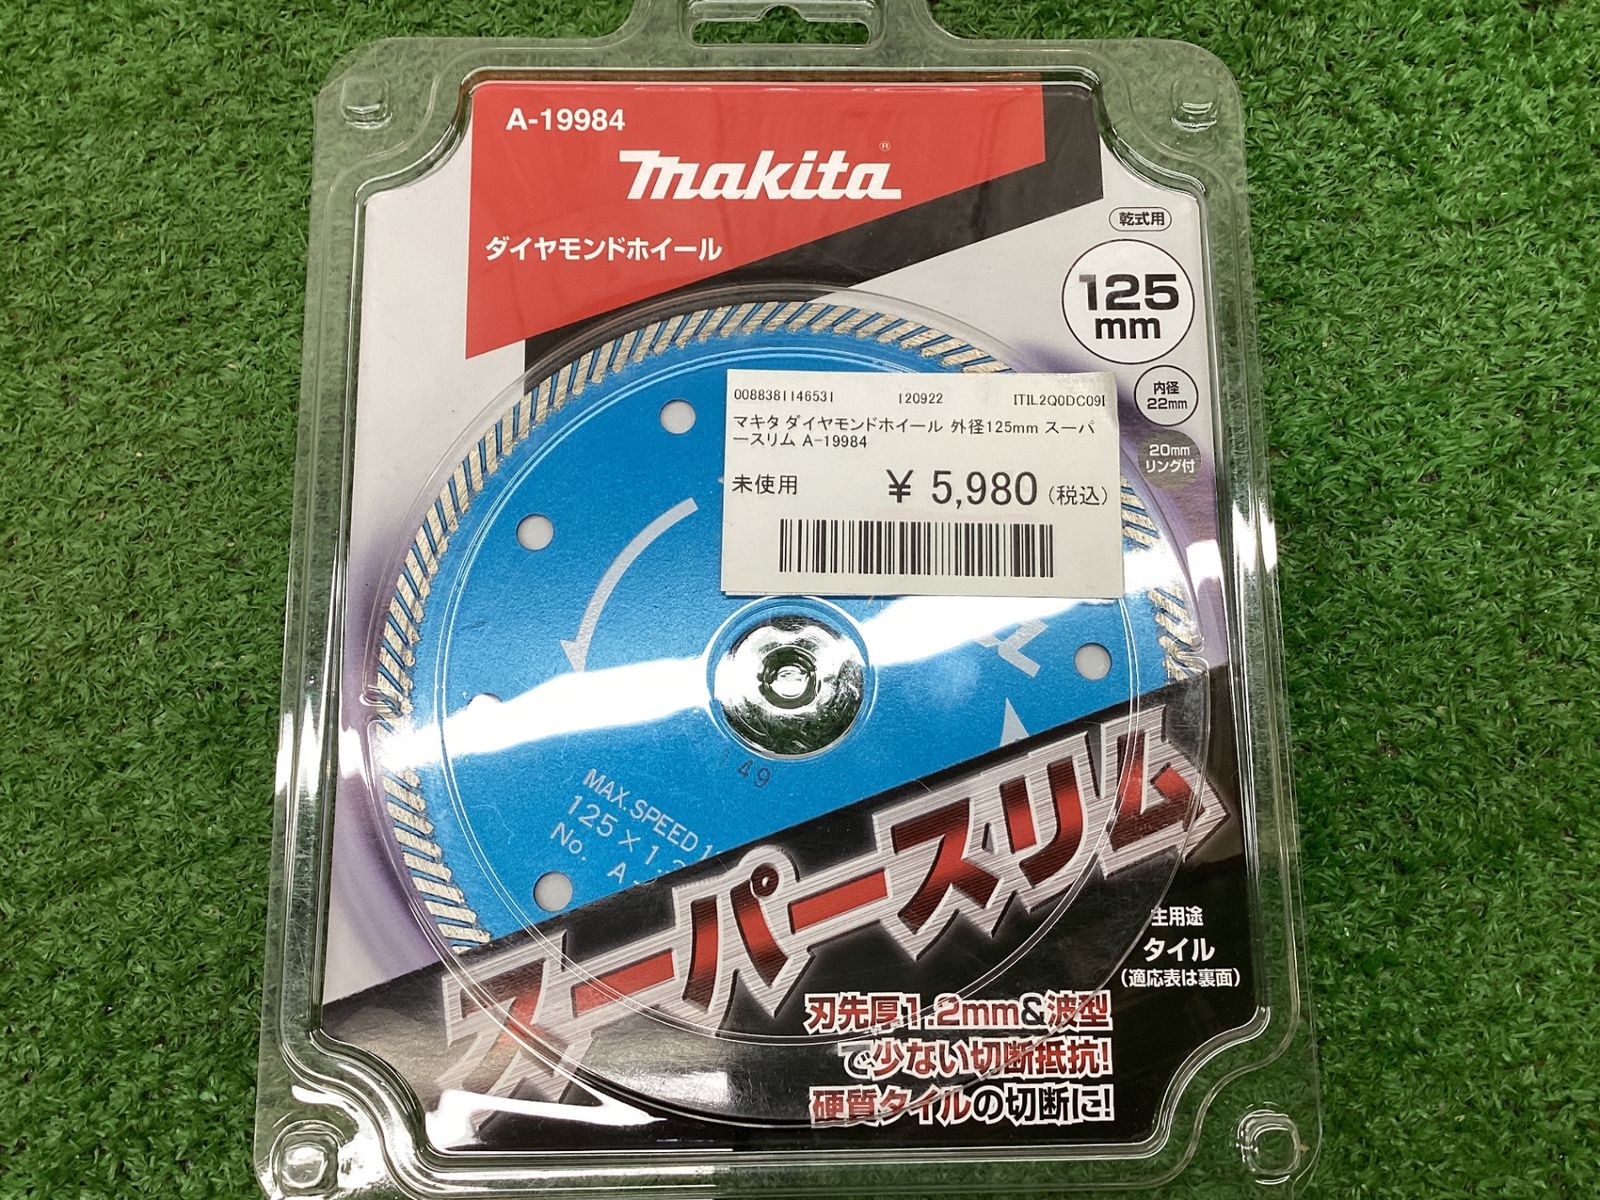 A-19984
makita®
ダイヤモンドホイール
乾式用
125
mm
内径
22mm
20mm
リング付
0088381146531 120922 ITIL2Q0DC09I
マキタ ダイヤモンドホイール 外径125mm スーパ
ースリム A-19984
未使用 ¥ 5,980 (税込)
49
MAX.SPEED
125×1.
No. A-
スーパースリム
主用途
タイル
(適応表は裏面)
刃先厚1.2mm&波型
で少ない切断抵抗!
硬質タイルの切断に!